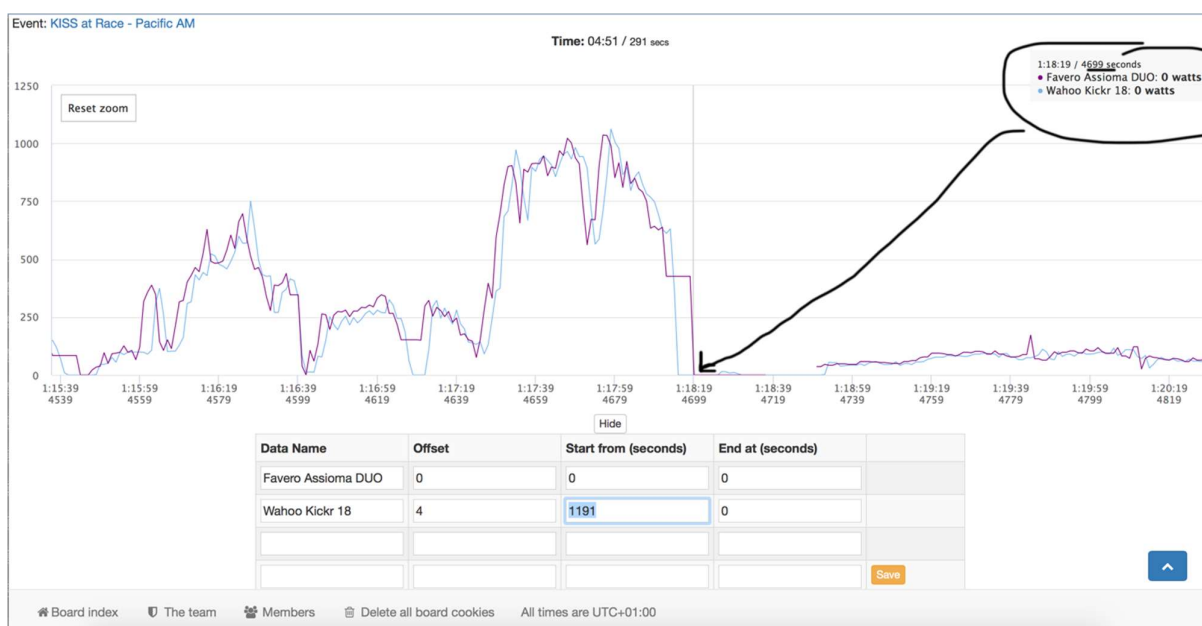 Event: KISS at Race - Pacific AM
Time: 04:51 / 291 secs
1:18:19 / 4699 seconds
Favero Assioma DUO: 0 watts
Wahoo Kickr 18: 0 watts
Reset zoom
1250
1000
750
500
250
0
1:15:39 1:15:59 1:16:19 1:16:39 1:16:59 1:17:19 1:17:39 1:17:59 1:18:19 1:18:39 1:18:59 1:19:19 1:19:39 1:19:59 1:20:19
4539 4559 4579 4599 4619 4639 4659 4679 4699 4719 4739 4759 4779 4799 4819
Hide
Data Name Offset Start from (seconds) End at (seconds)
Favero Assioma DUO 0 0 0
Wahoo Kickr 18 4 1191 0
Save
Board index The team Members Delete all board cookies All times are UTC+01:00